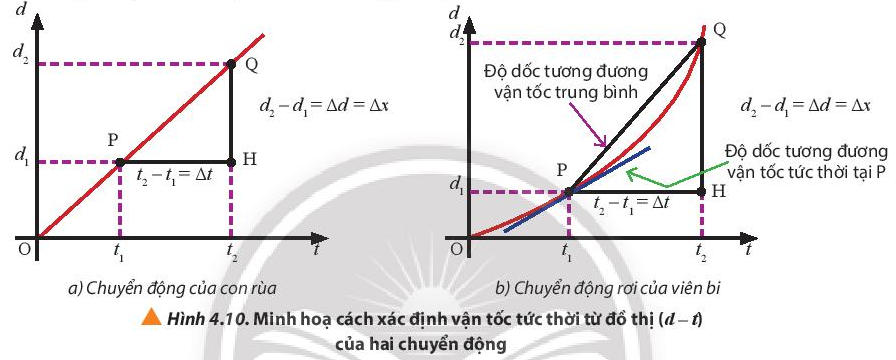 d
d₂
Q
d₂ – d₁ = Δd = Δx
P
d₁
H
t₂ – t₁ = Δt
O
t₁
t₂
t
a) Chuyển động của con rùa
d
d₂
Q
Độ dốc tương đương
vận tốc trung bình
d₂ – d₁ = Δd = Δx
Độ dốc tương đương
vận tốc tức thời tại P
P
d₁
H
t₂ – t₁ = Δt
O
t₁
t₂
t
b) Chuyển động rơi của viên bi
Hình 4.10. Minh hoạ cách xác định vận tốc tức thời từ đồ thị (d – t)
của hai chuyển động